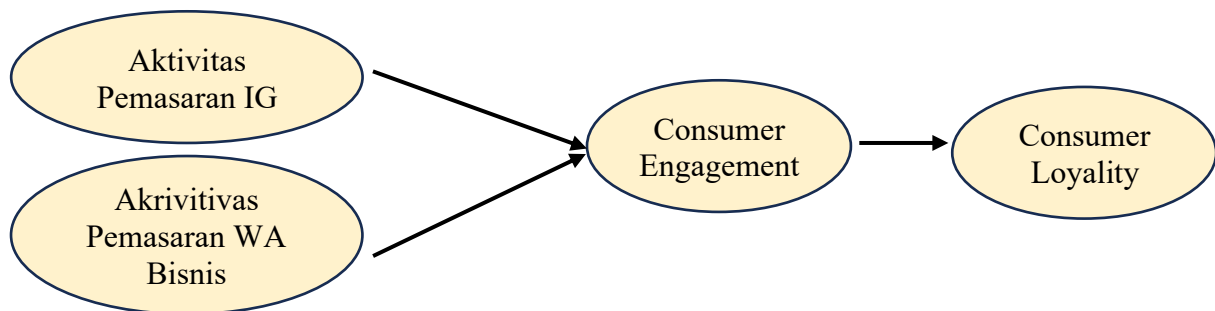 Aktivitas
Pemasaran IG
Akrivitivas
Pemasaran WA
Bisnis
Consumer
Engagement
Consumer
Loyality